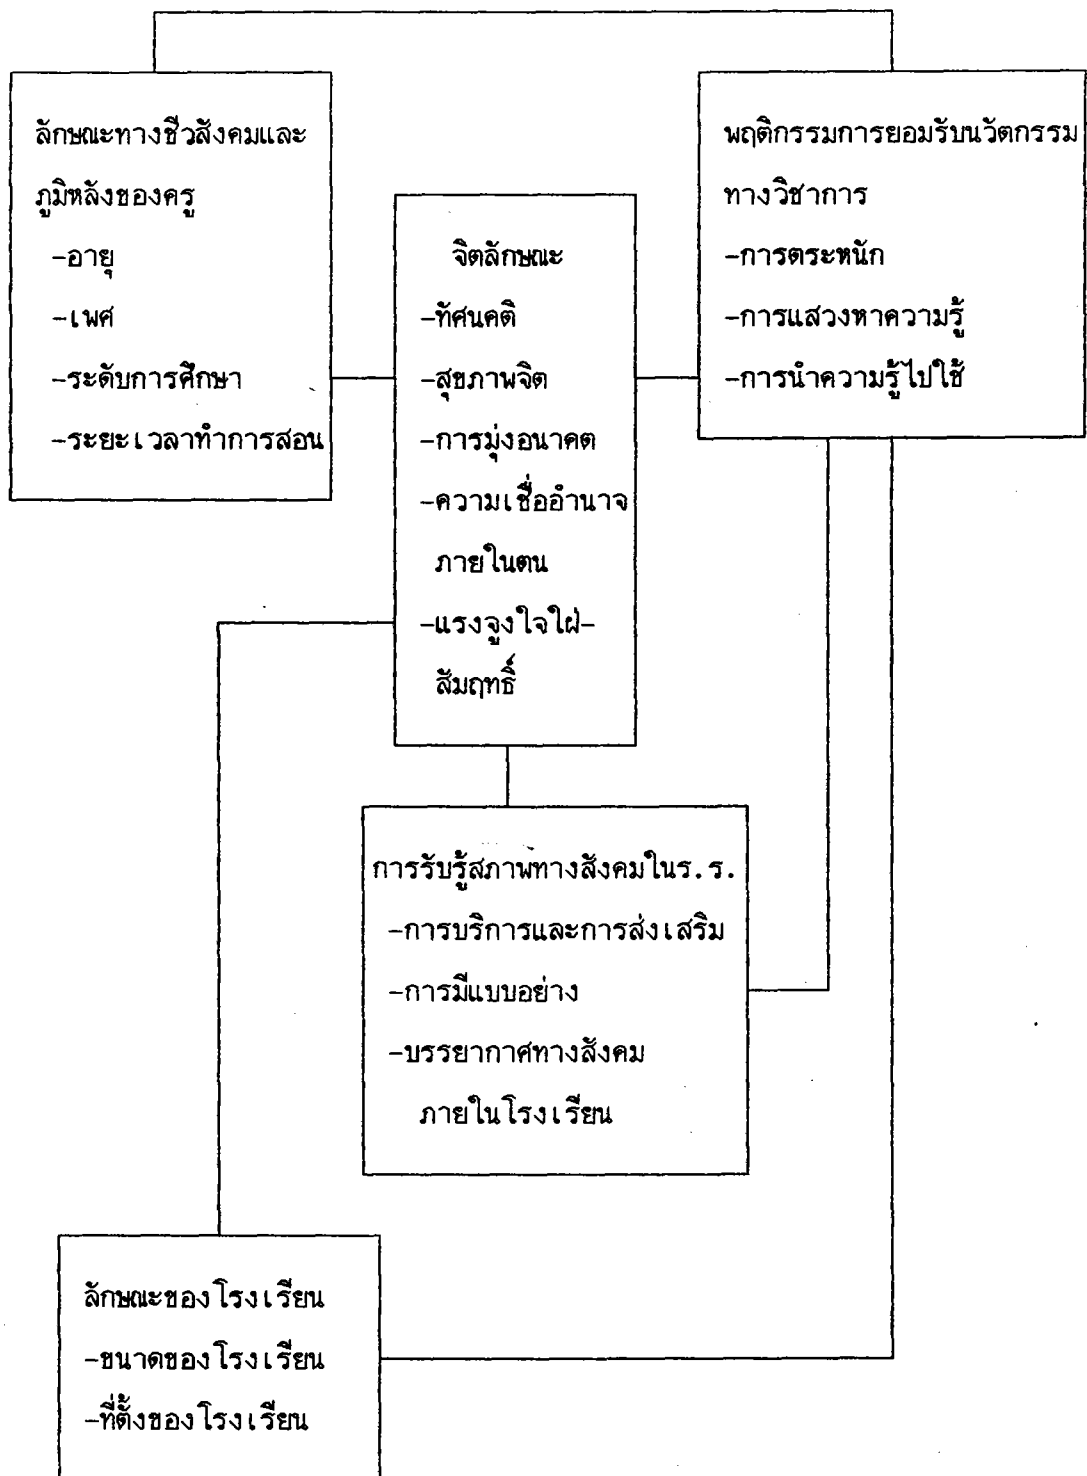 ลักษณะทางชีวสังคมและ
ภูมิหลังของครู
-อายุ
-เพศ
-ระดับการศึกษา
-ระยะเวลาทำการสอน
จิตลักษณะ
-ทัศนคติ
-สุขภาพจิต
-การมุ่งอนาคต
-ความเชื่ออำนาจ
ภายในตน
-แรงจูงใจใฝ่-
สัมฤทธิ์
พฤติกรรมการยอมรับนวัตกรรม
ทางวิชาการ
-การตระหนัก
-การแสวงหาความรู้
-การนำความรู้ไปใช้
การรับรู้สภาพทางสังคมในร.ร.
-การบริการและการส่งเสริม
-การมีแบบอย่าง
-บรรยากาศทางสังคม
ภายในโรงเรียน
ลักษณะของโรงเรียน
-ขนาดของโรงเรียน
-ที่ตั้งของโรงเรียน